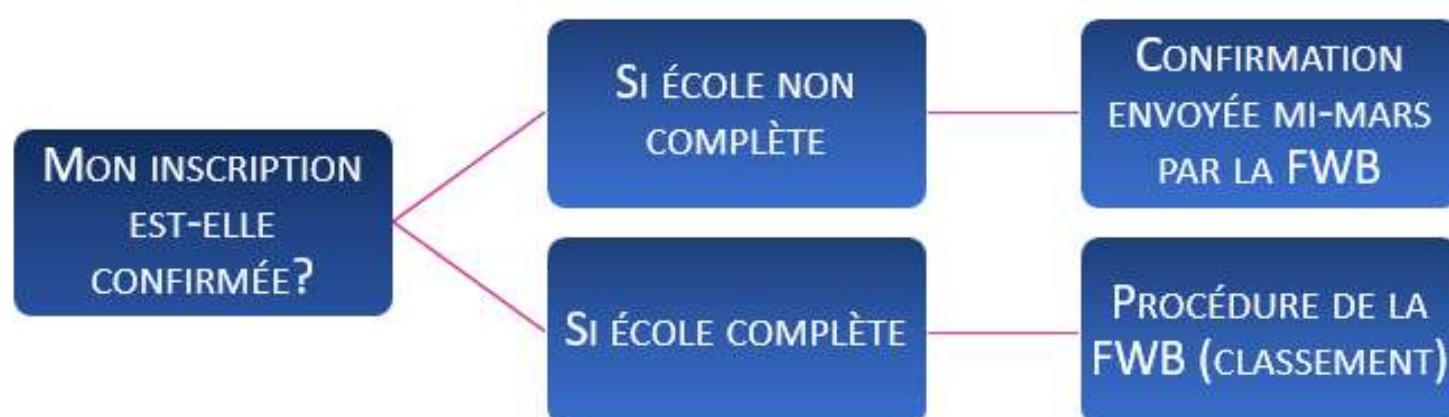 MON INSCRIPTION
EST-ELLE
CONFIRMÉE?
SI ÉCOLE NON
COMPLÈTE
CONFIRMATION
ENVOYÉE MI-MARS
PAR LA FWB
SI ÉCOLE COMPLÈTE
PROCÉDURE DE LA
FWB (CLASSEMENT)